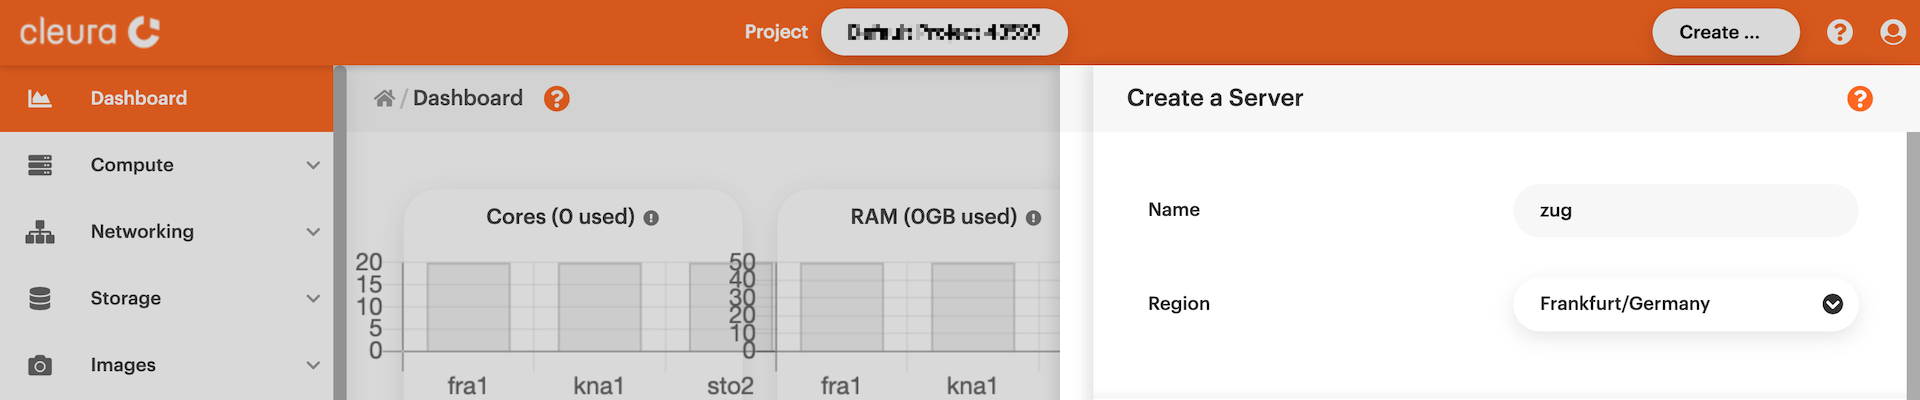 cleura
Project
Create ...
Dashboard
Compute
Networking
Storage
Images
/ Dashboard
Cores (0 used)
20
15
10
5
0
fra1 kna1 sto2
RAM (0GB used)
50
40
30
20
10
0
fra1 kna1
Create a Server
Name zug
Region Frankfurt/Germany